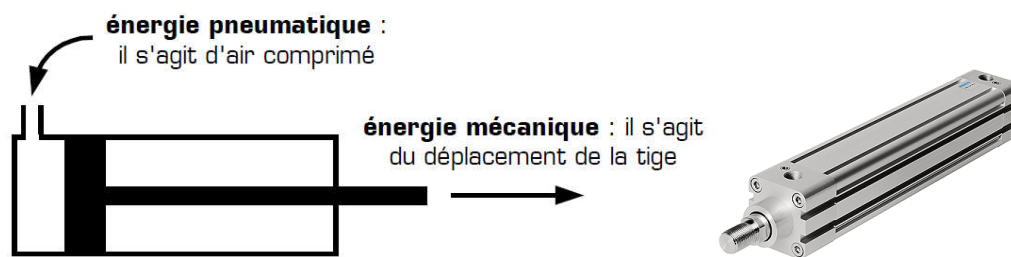 énergie pneumatique :
il s'agit d'air comprimé
énergie mécanique : il s'agit
du déplacement de la tige